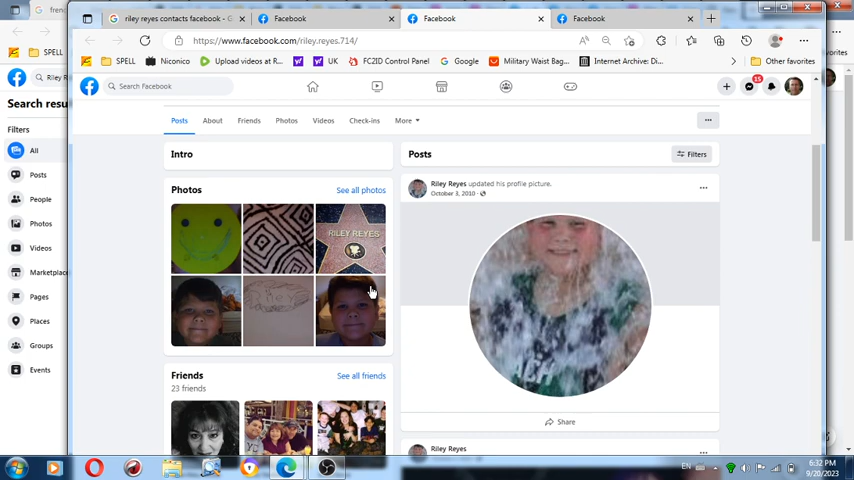 riley reyes contacts facebook - G
Facebook
Facebook
Facebook
https://www.facebook.com/riley.reyes.714/
SPELL
Niconico
Upload videos at R...
UK
FC2ID Control Panel
Google
Military Waist Bag...
Internet Archive: Di...
Other favorites
SPELL
Search Facebook
15
Riley R
Search resu
Filters
All
Posts
People
Photos
Videos
Marketplac
Pages
Places
Groups
Events
Posts
About
Friends
Photos
Videos
Check-ins
More
Intro
Posts
Filters
Photos
See all photos
RILEY REYES
Riley Reyes updated his profile picture.
October 3, 2010
Share
Friends
See all friends
23 friends
Riley Reyes
EN
6:32 PM
9/20/2023